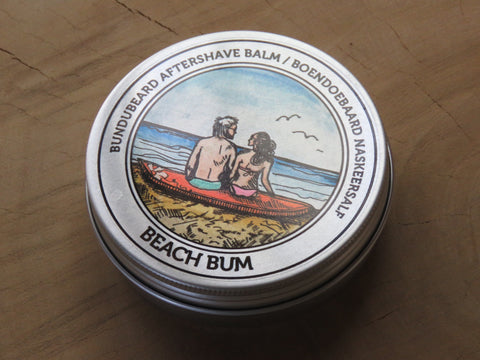 BUNDUBEARD AFTERSHAVE BALM / BOENDOEBAARD NASKEERSALF
BEACH BUM